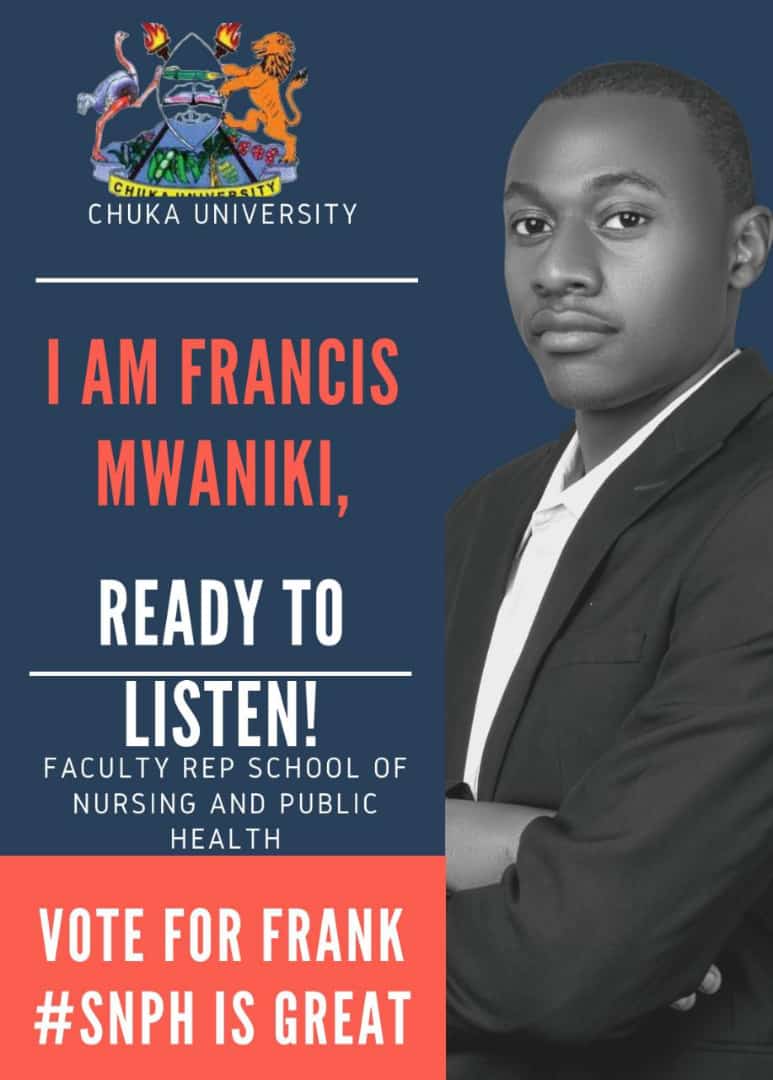 CHUKA UNIVERSITY
CHUKA UNIVERSITY
I AM FRANCIS
MWANIKI,
READY TO
LISTEN!
FACULTY REP SCHOOL OF
NURSING AND PUBLIC
HEALTH
VOTE FOR FRANK
#SNPH IS GREAT